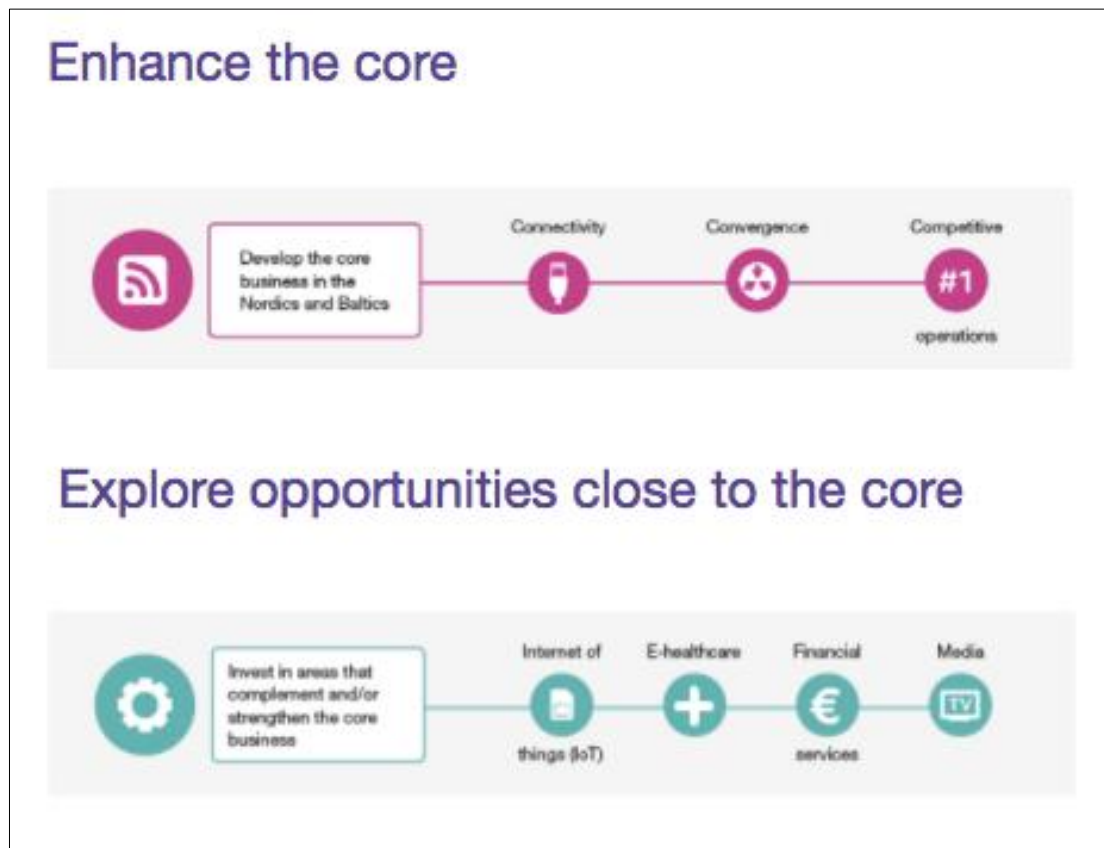 Enhance the core
Develop the core
business in the
Nordics and Baltics
Connectivity
Convergence
Competitive
#1
operations
Explore opportunities close to the core
Invest in areas that
complement and/or
strengthen the core
business
Internet of
things (IoT)
E-healthcare
Financial
€
services
Media
TV